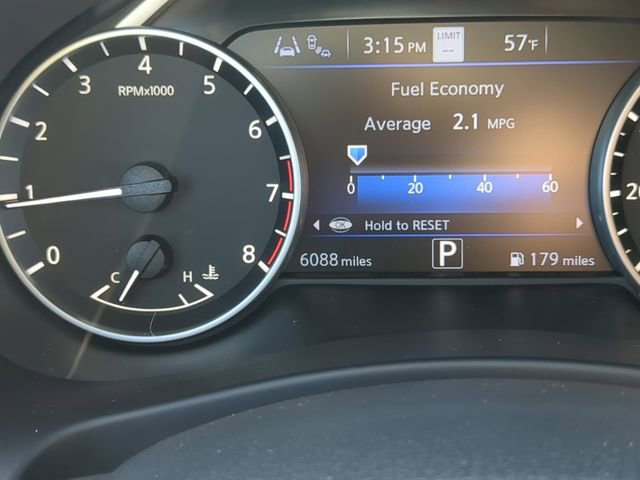 3:15 PM LIMIT -- 57°F
Fuel Economy
Average 2.1 MPG
0 20 40 60
OK Hold to RESET
6088 miles P 179 miles
RPMx1000
0 1 2 3 4 5 6 7 8
C H
20